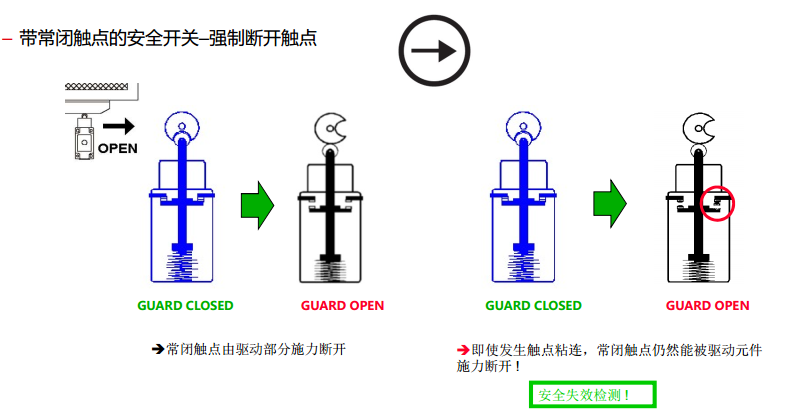 – 带常闭触点的安全开关–强制断开触点
OPEN
GUARD CLOSED
GUARD OPEN
GUARD CLOSED
GUARD OPEN
➔常闭触点由驱动部分施力断开
➔即使发生触点粘连，常闭触点仍然能被驱动元件
施力断开！
安全失效检测！